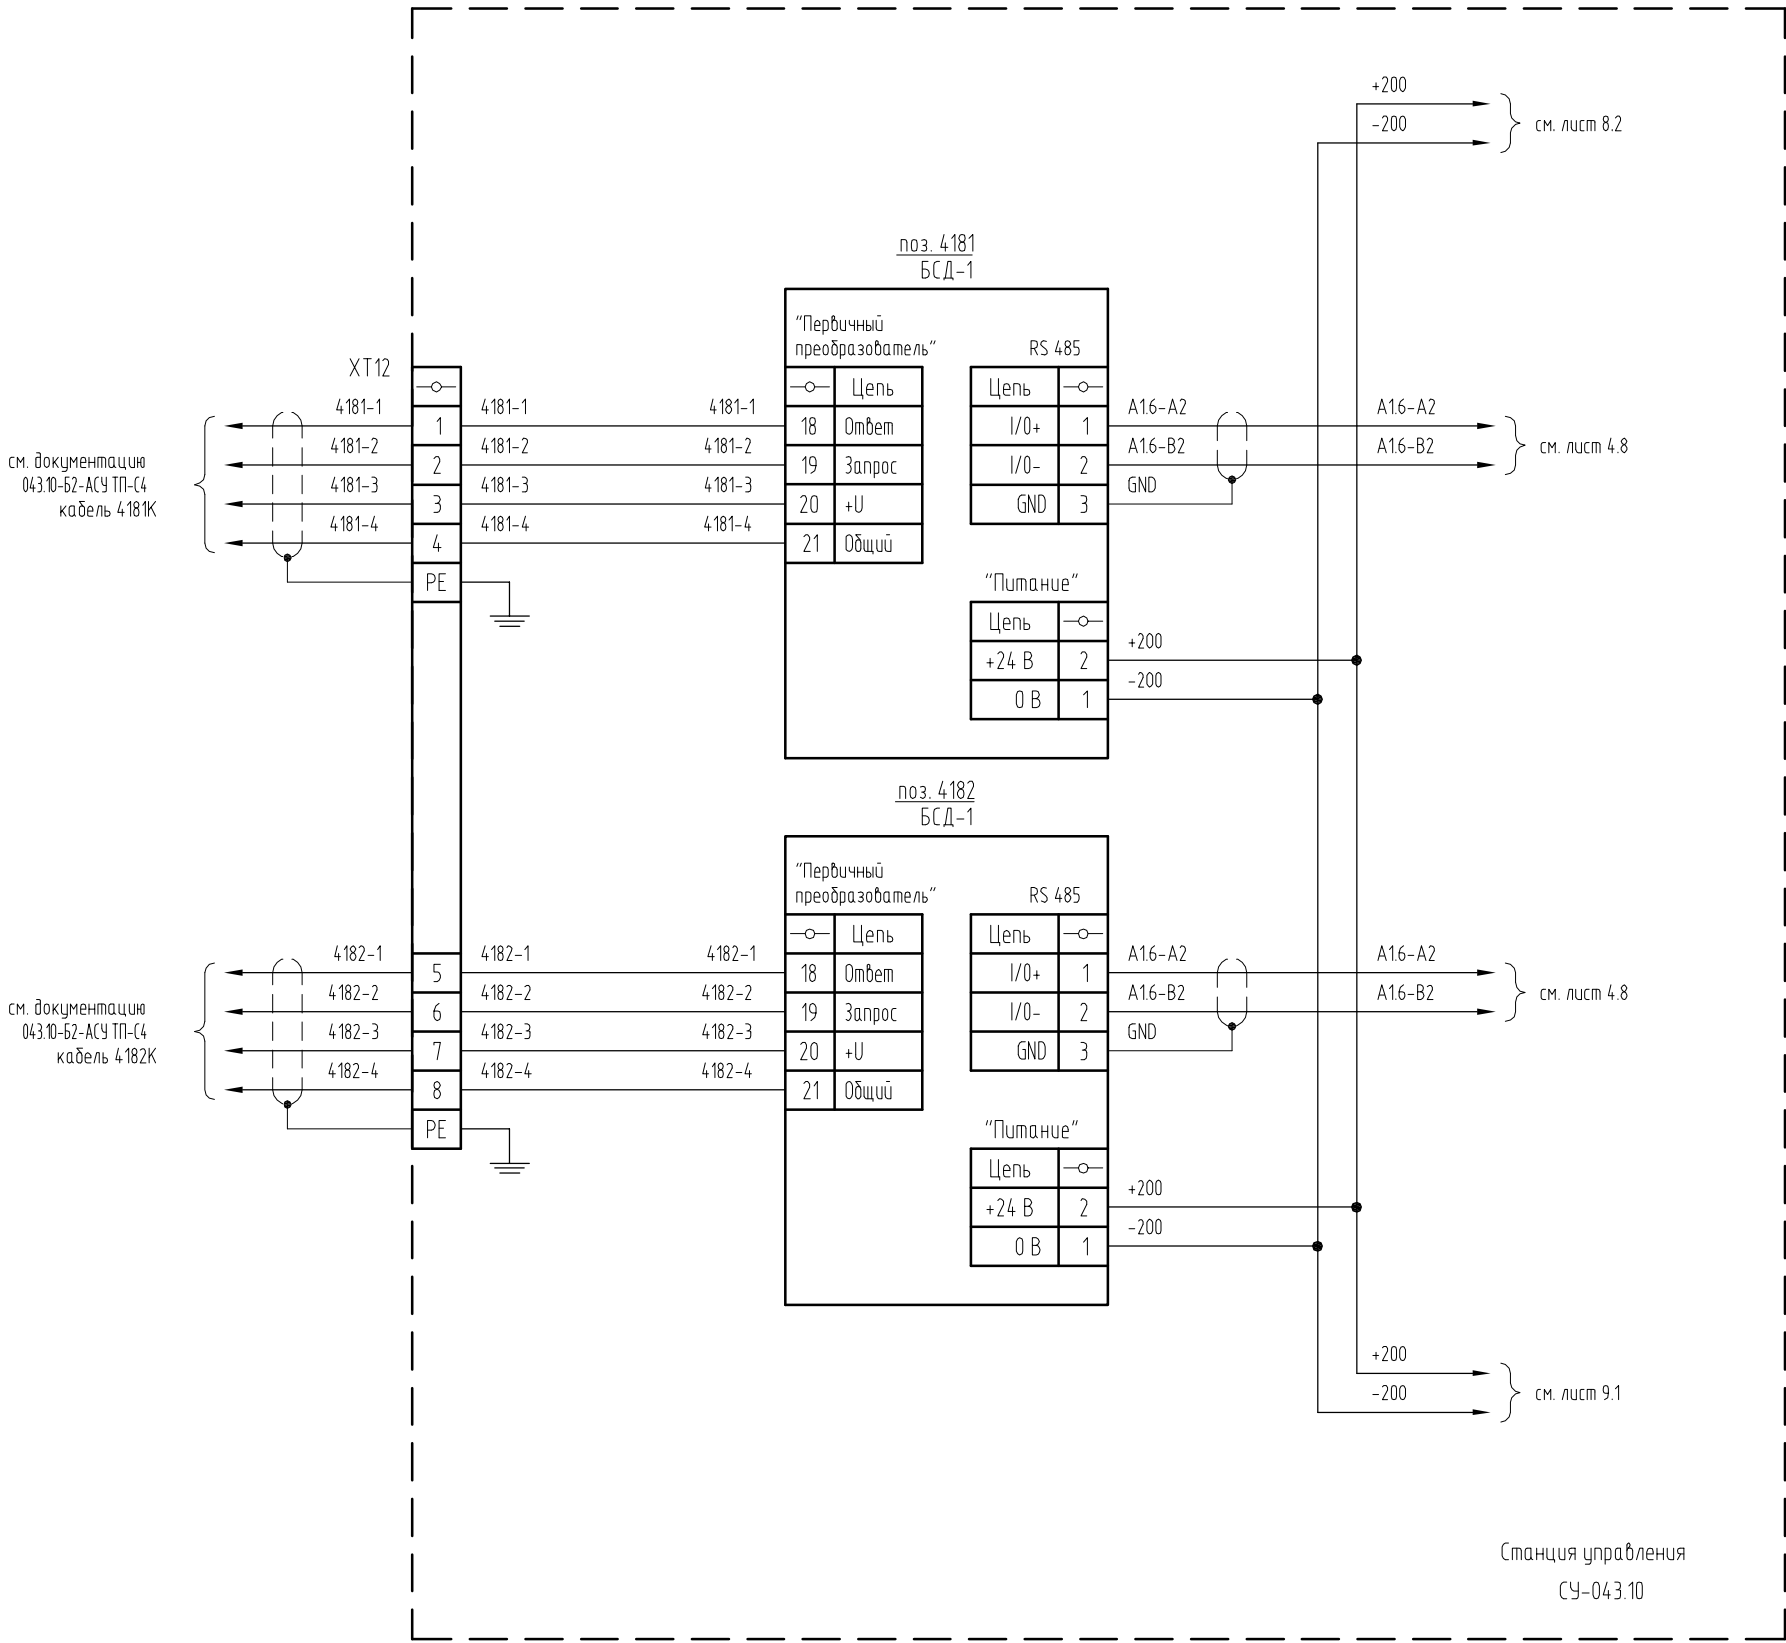 +200
-200
см. лист 8.2
поз. 4181
БСД-1
"Первичный
преобразователь"
RS 485
XT12
Цепь
Цепь
4181-1
1
4181-1
4181-1
18
Ответ
I/0+
1
A1.6-A2
A1.6-A2
4181-2
2
4181-2
4181-2
19
Запрос
I/0-
2
A1.6-B2
A1.6-B2
см. лист 4.8
см. документацию
043.10-Б2-АСУ ТП-С4
кабель 4181К
4181-3
3
4181-3
4181-3
20
+U
GND
3
GND
4181-4
4
4181-4
4181-4
21
Общий
PE
"Питание"
Цепь
+24 В
2
+200
0 В
1
-200
поз. 4182
БСД-1
"Первичный
преобразователь"
RS 485
Цепь
Цепь
4182-1
5
4182-1
4182-1
18
Ответ
I/0+
1
A1.6-A2
A1.6-A2
4182-2
6
4182-2
4182-2
19
Запрос
I/0-
2
A1.6-B2
A1.6-B2
см. лист 4.8
см. документацию
043.10-Б2-АСУ ТП-С4
кабель 4182К
4182-3
7
4182-3
4182-3
20
+U
GND
3
GND
4182-4
8
4182-4
4182-4
21
Общий
PE
"Питание"
Цепь
+24 В
2
+200
0 В
1
-200
+200
-200
см. лист 9.1
Станция управления
СУ-043.10